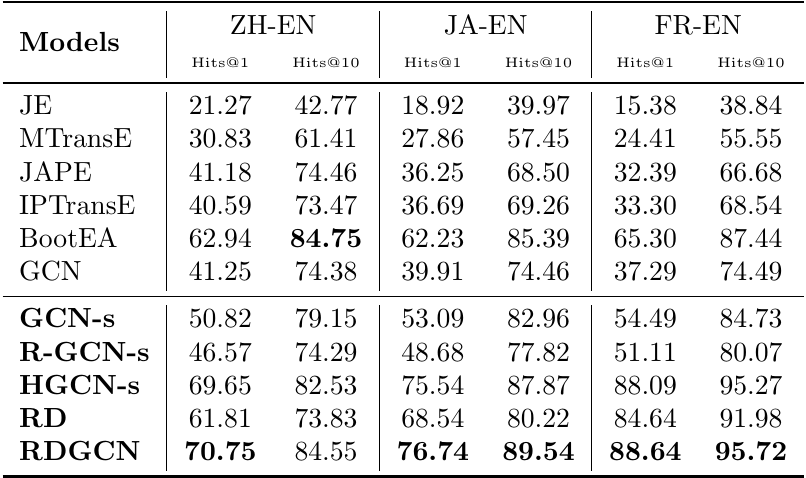 Models ZH-EN JA-EN FR-EN
Hits@1 Hits@10 Hits@1 Hits@10 Hits@1 Hits@10
JE 21.27 42.77 18.92 39.97 15.38 38.84
MTransE 30.83 61.41 27.86 57.45 24.41 55.55
JAPE 41.18 74.46 36.25 68.50 32.39 66.68
IPTransE 40.59 73.47 36.69 69.26 33.30 68.54
BootEA 62.94 84.75 62.23 85.39 65.30 87.44
GCN 41.25 74.38 39.91 74.46 37.29 74.49
GCN-s 50.82 79.15 53.09 82.96 54.49 84.73
R-GCN-s 46.57 74.29 48.68 77.82 51.11 80.07
HGCN-s 69.65 82.53 75.54 87.87 88.09 95.27
RD 61.81 73.83 68.54 80.22 84.64 91.98
RDGCN 70.75 84.55 76.74 89.54 88.64 95.72